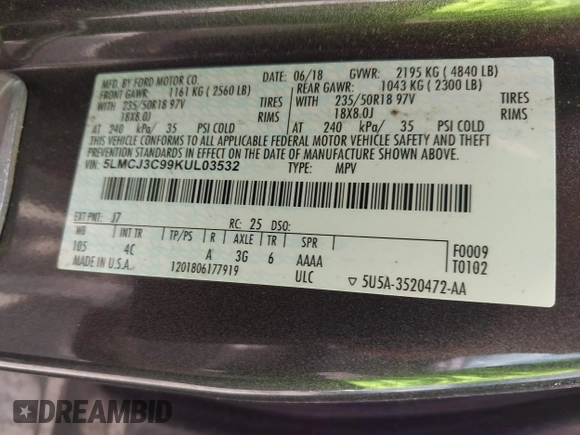 MFD. BY FORD MOTOR CO.
DATE: 06/18 GVWR: 2195 KG ( 4840 LB)
FRONT GAWR: 1161 KG ( 2560 LB) REAR GAWR: 1043 KG ( 2300 LB)
WITH 235/50R18 97V TIRES WITH 235/50R18 97V TIRES
18X8.0J RIMS 18X8.0J RIMS
AT 240 kPa/ 35 PSI COLD AT 240 kPa/ 35 PSI COLD
THIS VEHICLE CONFORMS TO ALL APPLICABLE FEDERAL MOTOR VEHICLE SAFETY AND THEFT
PREVENTION STANDARDS IN EFFECT ON THE DATE OF MANUFACTURE SHOWN ABOVE.
VIN: 5LMCJ3C99KUL03532 TYPE: MPV
EXT PNT: J7 RC: 25 DSO:
WB INT TR TP/PS R AXLE TR SPR
105 4C A 3G 6 AAAA F0009
T0102
MADE IN U.S.A. 1201806177919 ULC ▽ 5U5A-3520472-AA
DREAMBID